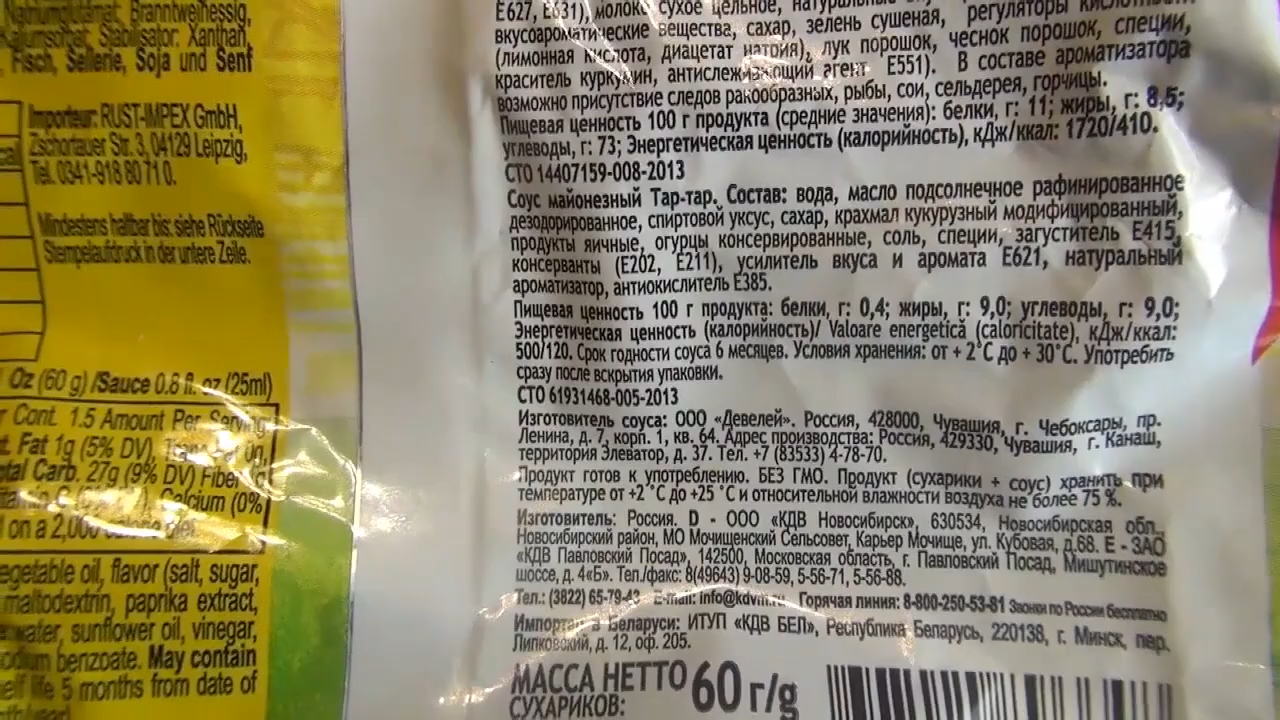 Natriumglutamat, Branntweinessig,
Kaliumsorbat, Stabilisator: Xanthan,
Fisch, Sellerie, Soja und Senf
Importeur: RUST-IMPEX GmbH,
Zschortauer Str. 3, 04129 Leipzig,
Tel. 0341-918 80 71 0.
Mindestens haltbar bis: siehe Rückseite
Stempelaufdruck in der untere Zeile.
Oz (60 g) /Sauce 0.8 fl. oz (25ml)
Cont. 1.5 Amount Per Serving
Fat 1g (5% DV), 0g,
Carb. 27g (9% DV) Fiber
Calcium (0%
on a 2,000 calorie diet
vegetable oil, flavor (salt, sugar,
maltodextrin, paprika extract,
water, sunflower oil, vinegar,
sodium benzoate. May contain
Shelf life 5 months from date of
E627, E631), молоко сухое цельное,
вкусоароматические вещества, сахар, зелень сушеная, регуляторы кислотности
(лимонная кислота, диацетат натрия), лук порошок, чеснок порошок, специи,
краситель куркумин, антислеживающий агент E551). В составе ароматизатора
возможно присутствие следов ракообразных, рыбы, сои, сельдерея, горчицы.
Пищевая ценность 100 г продукта (средние значения): белки, г: 11; жиры, г: 8,5;
углеводы, г: 73; Энергетическая ценность (калорийность), кДж/ккал: 1720/410.
СТО 14407159-008-2013
Соус майонезный Тар-тар. Состав: вода, масло подсолнечное рафинированное
дезодорированное, спиртовой уксус, сахар, крахмал кукурузный модифицированный,
продукты яичные, огурцы консервированные, соль, специи, загуститель E415,
консерванты (E202, E211), усилитель вкуса и аромата E621, натуральный
ароматизатор, антиокислитель E385.
Пищевая ценность 100 г продукта: белки, г: 0,4; жиры, г: 9,0; углеводы, г: 9,0;
Энергетическая ценность (калорийность)/ Valoare energetică (caloricitate), кДж/ккал:
500/120. Срок годности соуса 6 месяцев. Условия хранения: от + 2°C до + 30°C. Употребить
сразу после вскрытия упаковки.
СТО 61931468-005-2013
Изготовитель соуса: ООО «Девелей». Россия, 428000, Чувашия, г. Чебоксары, пр.
Ленина, д. 7, корп. 1, кв. 64. Адрес производства: Россия, 429330, Чувашия, г. Канаш,
территория Элеватор, д. 37. Тел. +7 (83533) 4-78-70.
Продукт готов к употреблению. БЕЗ ГМО. Продукт (сухарики + соус) хранить при
температуре от +2 °C до +25 °C и относительной влажности воздуха не более 75 %.
Изготовитель: Россия. D - ООО «КДВ Новосибирск», 630534, Новосибирская обл.,
Новосибирский район, МО Мочищенский Сельсовет, Карьер Мочище, ул. Кубовая, д.68. E - ЗАО
«КДВ Павловский Посад», 142500, Московская область, г. Павловский Посад, Мишутинское
шоссе, д. 4«Б». Тел./факс: 8(49643) 9-08-59, 5-56-71, 5-56-88.
Тел.: (3822) 65-79-43 E-mail: info@kdvm.ru Горячая линия: 8-800-250-53-81 Звонки по России бесплатно
Импортер в Беларуси: ИТУП «КДВ БЕЛ», Республика Беларусь, 220138, г. Минск, пер.
Липковский, д. 12, оф. 205.
МАССА НЕТТО 60 г/g
СУХАРИКОВ: